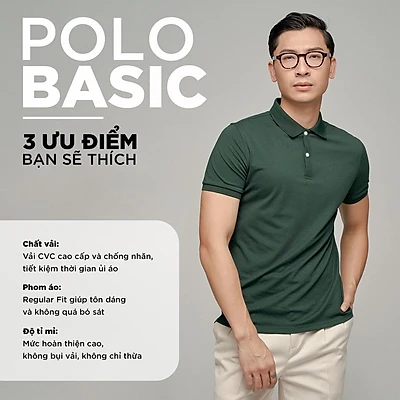 POLO
BASIC
3 ƯU ĐIỂM
BẠN SẼ THÍCH
Chất vải:
Vải CVC cao cấp và chống nhăn,
tiết kiệm thời gian ủi áo
Phom áo:
Regular Fit giúp tôn dáng
và không quá bó sát
Độ tỉ mỉ:
Mức hoàn thiện cao,
không bụi vải, không chỉ thừa